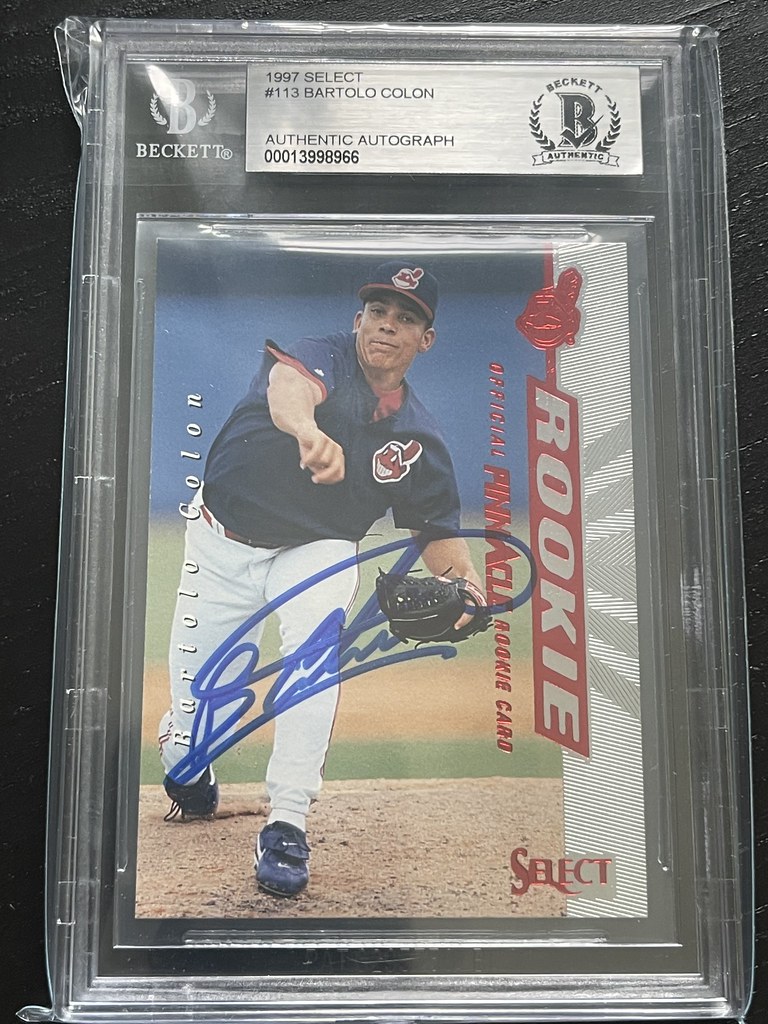 1997 SELECT
#113 BARTOLO COLON
AUTHENTIC AUTOGRAPH
00013998966
B
BECKETT®
BECKETT
B
AUTHENTIC
Bartolo Colon
OFFICIAL PINNACLE ROOKIE CARD
ROOKIE
SELECT